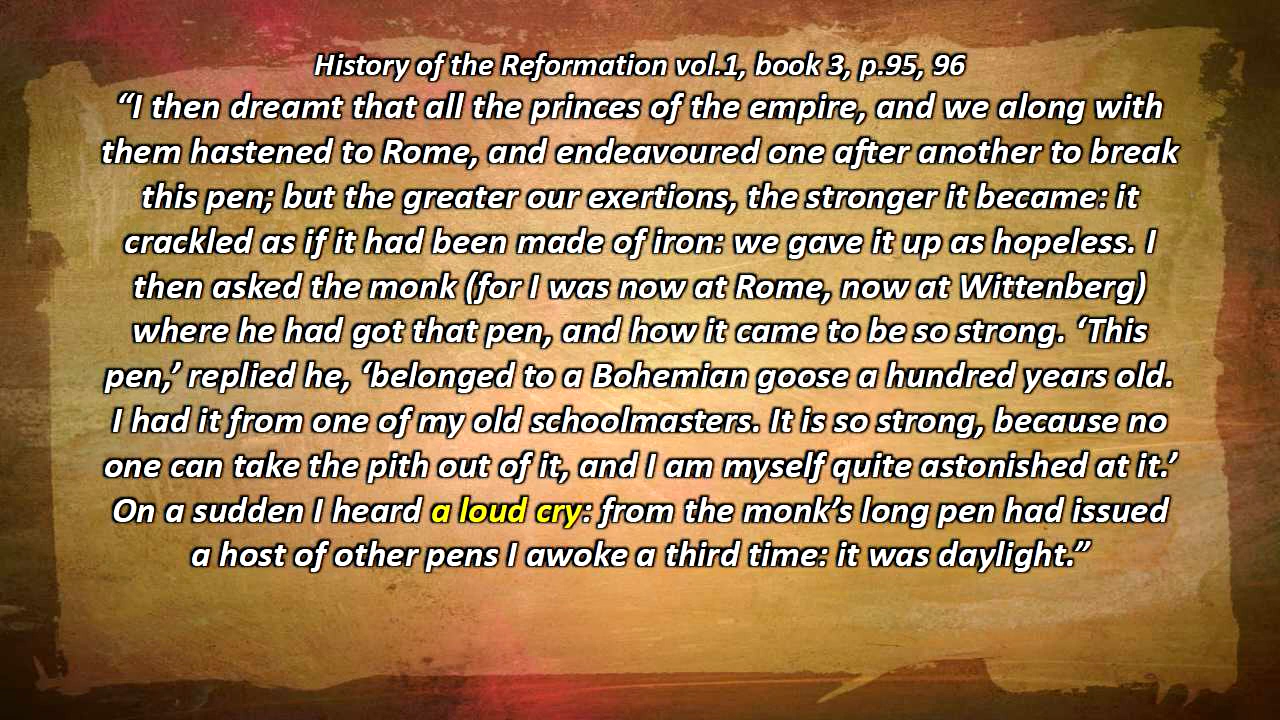 History of the Reformation vol.1, book 3, p.95, 96
“I then dreamt that all the princes of the empire, and we along with
them hastened to Rome, and endeavoured one after another to break
this pen; but the greater our exertions, the stronger it became: it
crackled as if it had been made of iron: we gave it up as hopeless. I
then asked the monk (for I was now at Rome, now at Wittenberg)
where he had got that pen, and how it came to be so strong. ‘This
pen,’ replied he, ‘belonged to a Bohemian goose a hundred years old.
I had it from one of my old schoolmasters. It is so strong, because no
one can take the pith out of it, and I am myself quite astonished at it.’
On a sudden I heard a loud cry: from the monk’s long pen had issued
a host of other pens I awoke a third time: it was daylight.”